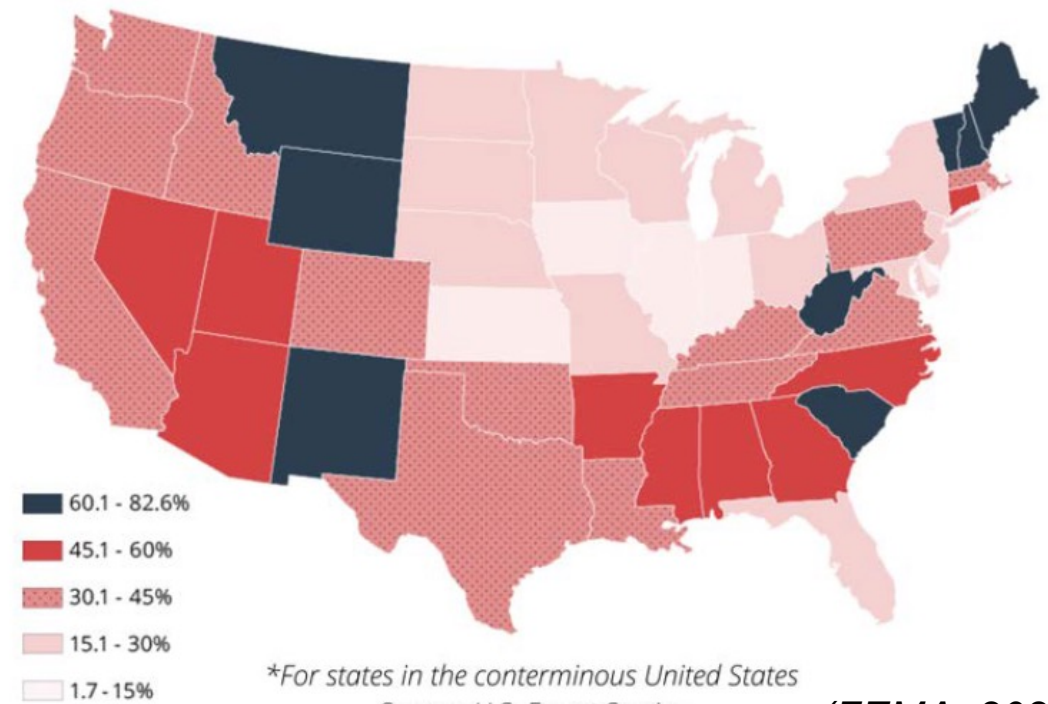 60.1 - 82.6%
45.1 - 60%
30.1 - 45%
15.1 - 30%
1.7 - 15%
*For states in the conterminous United States